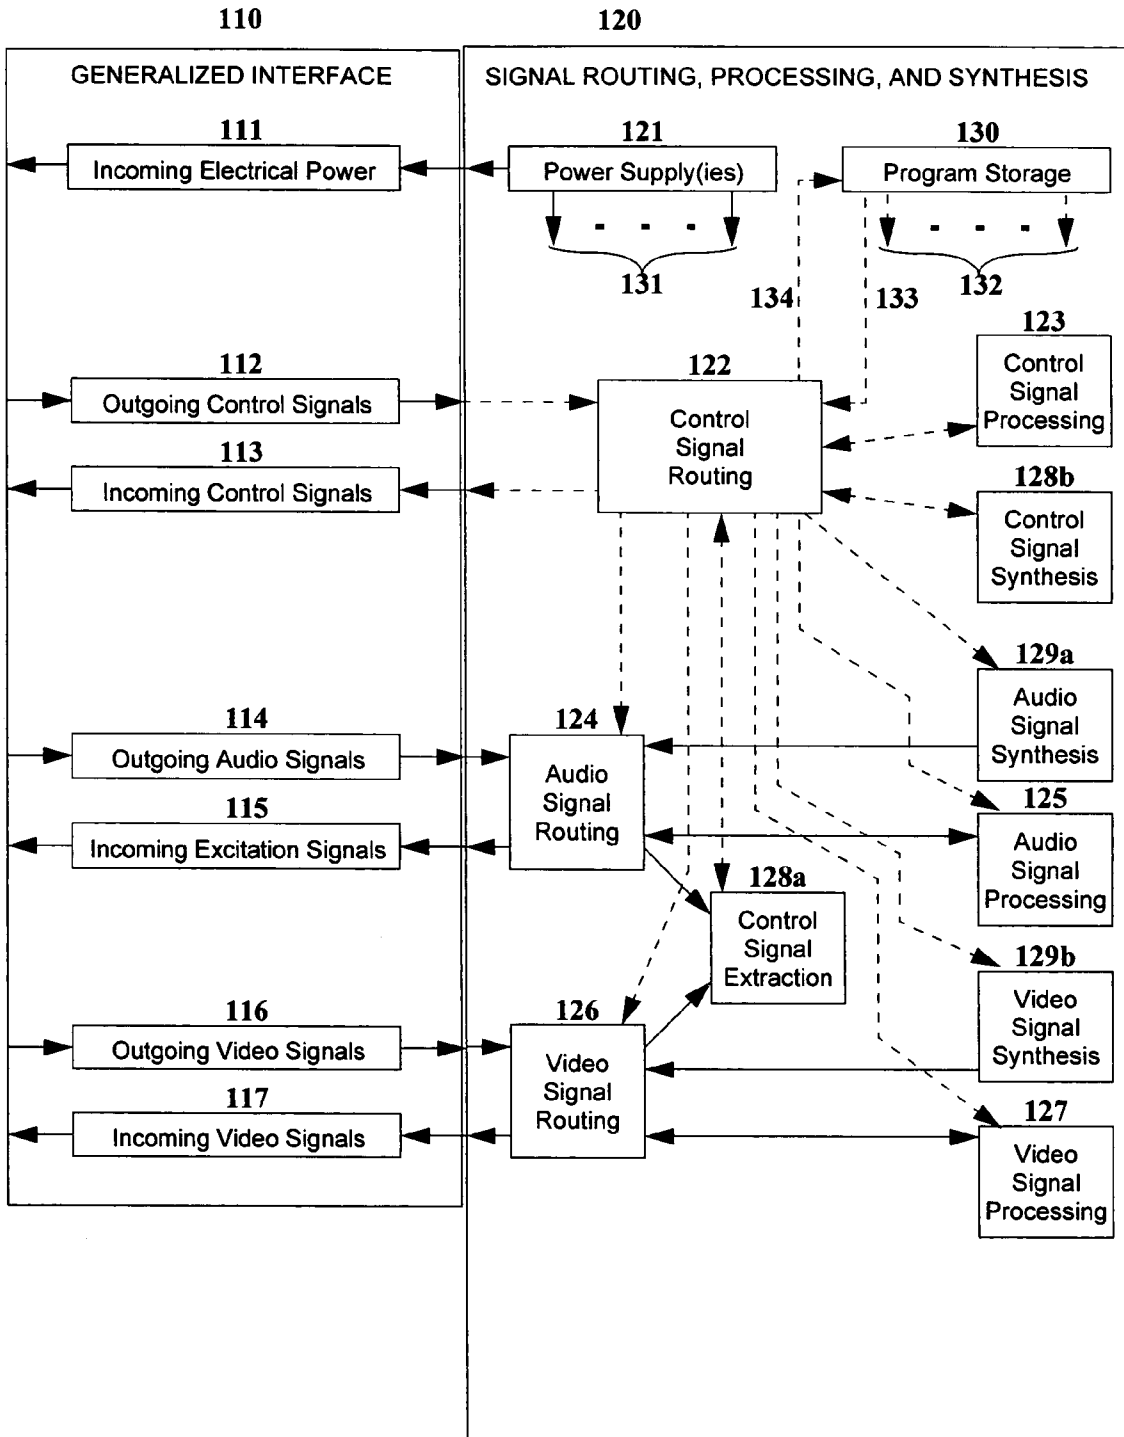 110
120
GENERALIZED INTERFACE
SIGNAL ROUTING, PROCESSING, AND SYNTHESIS
111
Incoming Electrical Power
121
Power Supply(ies)
130
Program Storage
131
134
133
132
112
Outgoing Control Signals
113
Incoming Control Signals
122
Control
Signal
Routing
123
Control
Signal
Processing
128b
Control
Signal
Synthesis
129a
Audio
Signal
Synthesis
114
Outgoing Audio Signals
115
Incoming Excitation Signals
124
Audio
Signal
Routing
125
Audio
Signal
Processing
128a
Control
Signal
Extraction
129b
Video
Signal
Synthesis
116
Outgoing Video Signals
117
Incoming Video Signals
126
Video
Signal
Routing
127
Video
Signal
Processing